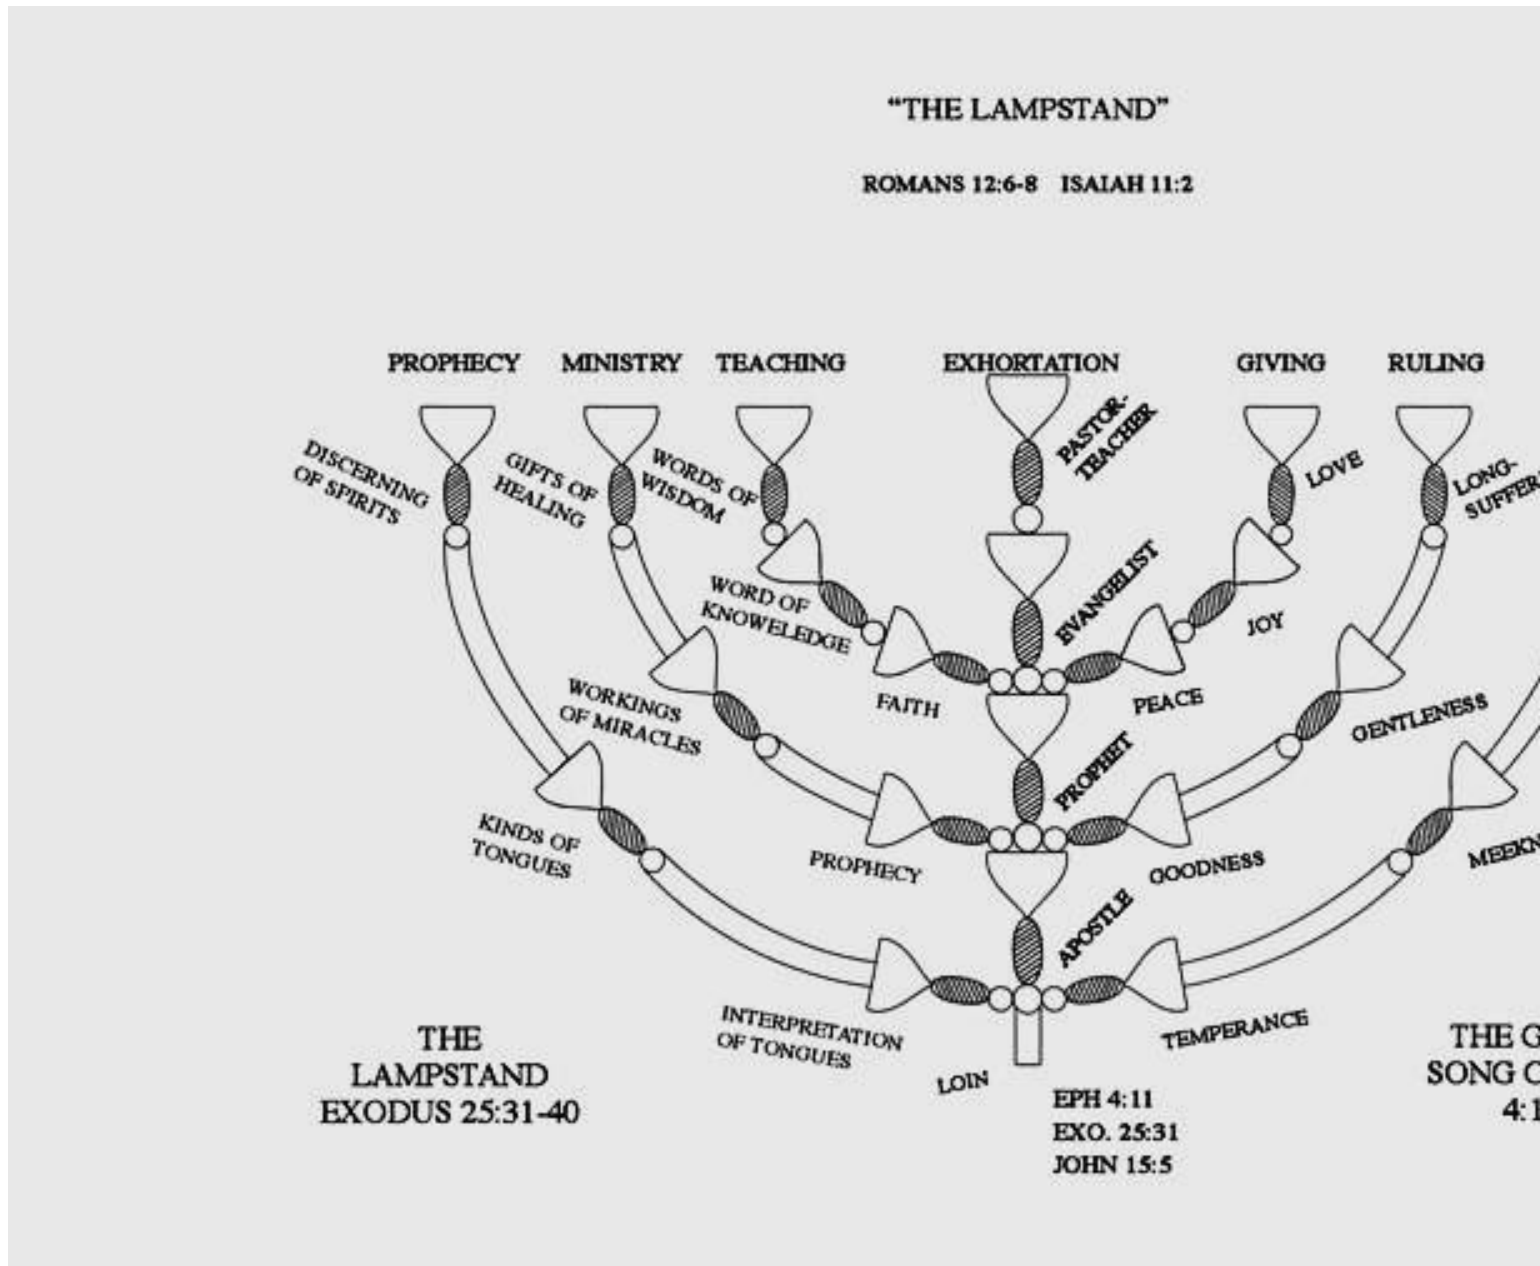 “THE LAMPSTAND”
ROMANS 12:6-8 ISAIAH 11:2
PROPHECY MINISTRY TEACHING EXHORTATION GIVING RULING
DISCERNING
OF SPIRITS
GIFTS OF
HEALING
WORDS OF
WISDOM
PASTOR-
TEACHER
LOVE
LONG-
WORD OF
KNOWELEDGE
EVANGELIST
JOY
WORKINGS
OF MIRACLES
FAITH
PEACE
GENTLENESS
KINDS OF
TONGUES
PROPHECY
PROPHET
GOODNESS
INTERPRETATION
OF TONGUES
APOSTLE
TEMPERANCE
THE
LAMPSTAND
EXODUS 25:31-40
LOIN
EPH 4:11
EXO. 25:31
JOHN 15:5
THE
SONG